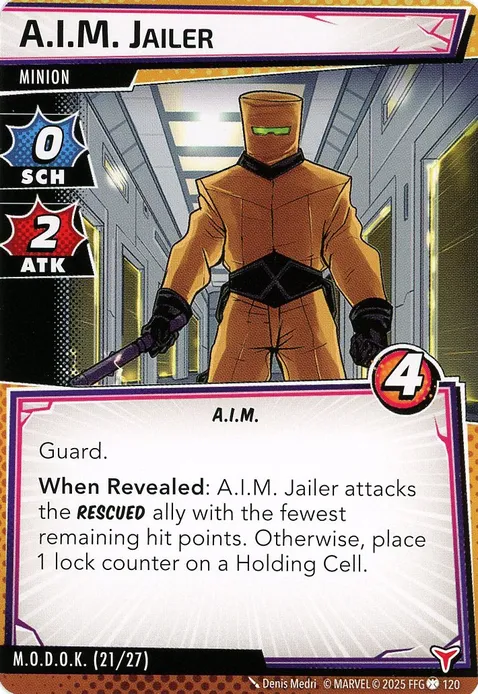 A.I.M. JAILER
MINION
0
SCH
2
ATK
4
A.I.M.
Guard.
When Revealed: A.I.M. Jailer attacks
the RESCUED ally with the fewest
remaining hit points. Otherwise, place
1 lock counter on a Holding Cell.
M.O.D.O.K. (21/27)
Denis Medri © MARVEL © 2025 FFG 120